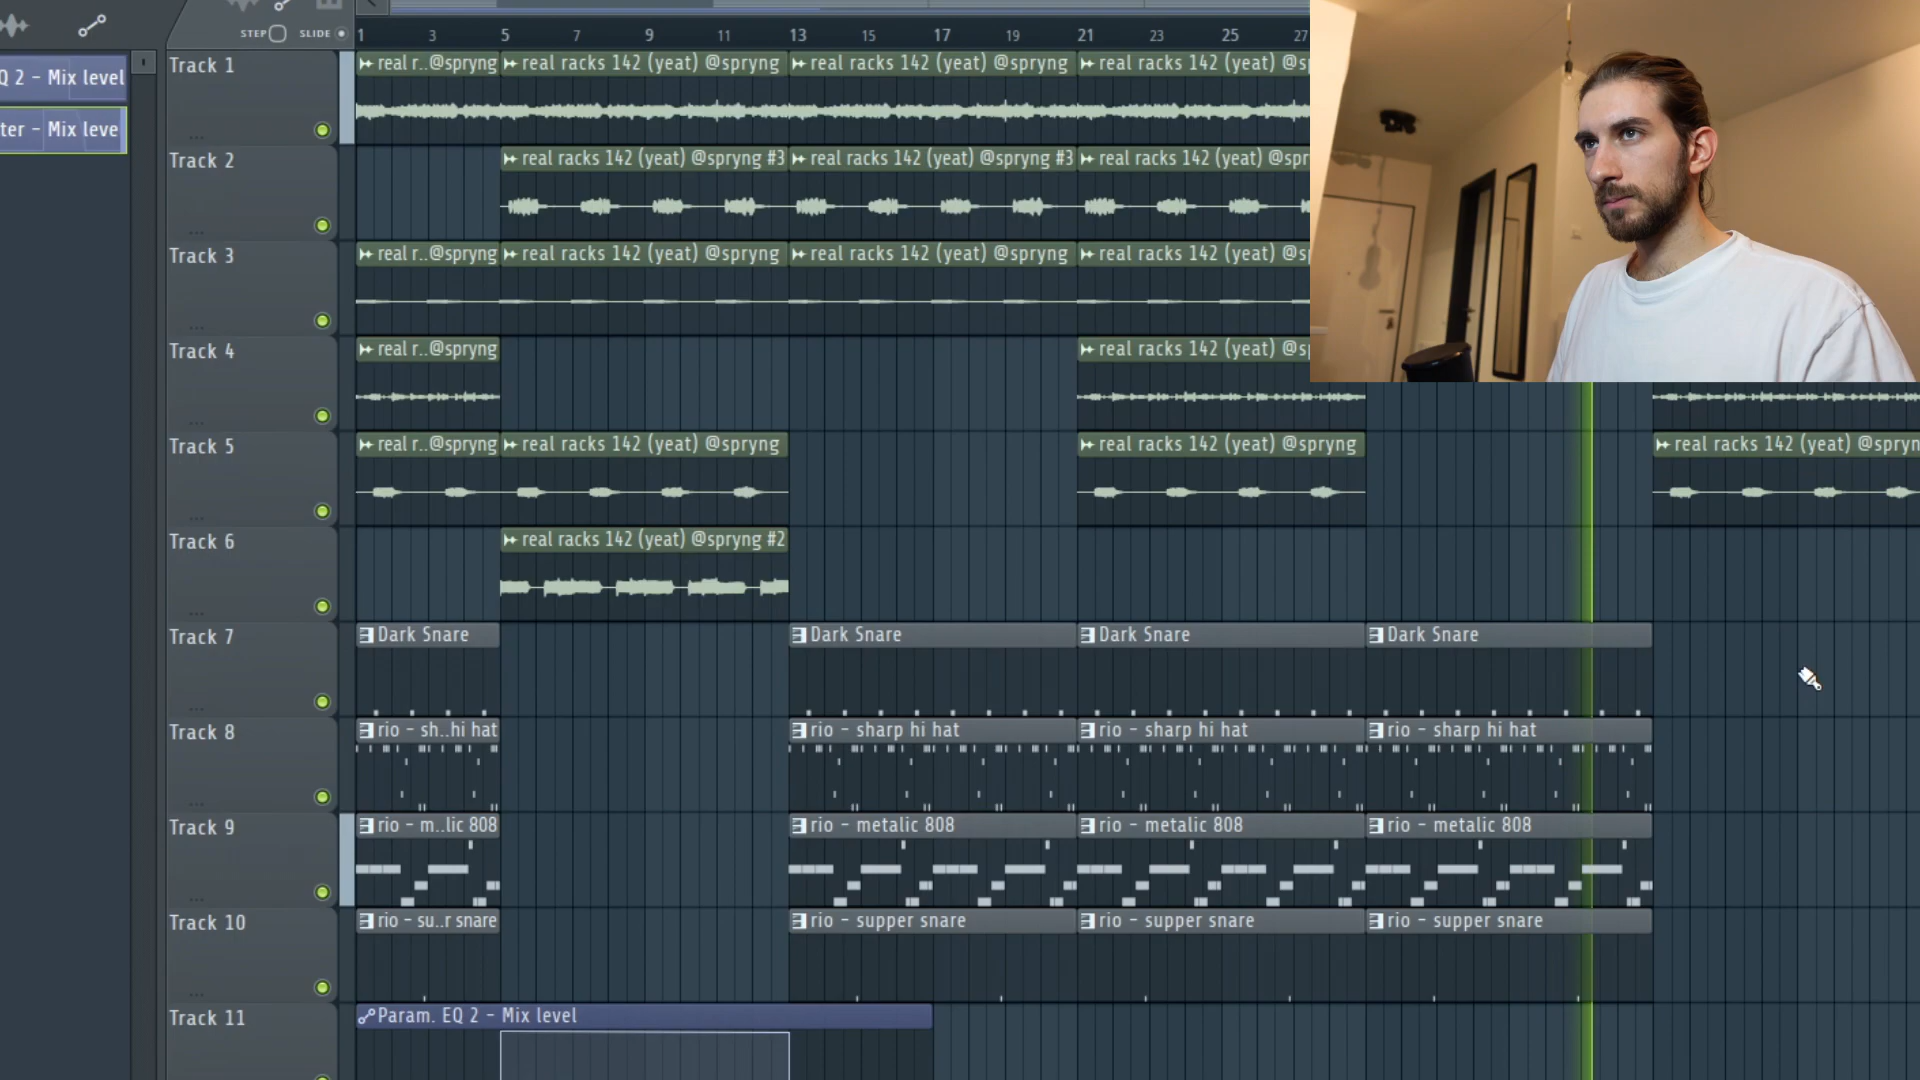 STEP SLIDE
1 3 5 7 9 11 13 15 17 19 21 23 25 27
Q 2 - Mix level
ter - Mix leve
Track 1
real r..@spryng real racks 142 (yeat) @spryng real racks 142 (yeat) @spryng real racks 142 (yeat) @sp
Track 2
real racks 142 (yeat) @spryng #3 real racks 142 (yeat) @spryng #3 real racks 142 (yeat) @spr
Track 3
real r..@spryng real racks 142 (yeat) @spryng real racks 142 (yeat) @spryng real racks 142 (yeat) @s
Track 4
real r..@spryng real racks 142 (yeat) @sp
Track 5
real r..@spryng real racks 142 (yeat) @spryng real racks 142 (yeat) @spryng real racks 142 (yeat) @spryn
Track 6
real racks 142 (yeat) @spryng #2
Track 7
Dark Snare Dark Snare Dark Snare Dark Snare
Track 8
rio - sh..hi hat rio - sharp hi hat rio - sharp hi hat rio - sharp hi hat
Track 9
rio - m..lic 808 rio - metalic 808 rio - metalic 808 rio - metalic 808
Track 10
rio - su..r snare rio - supper snare rio - supper snare rio - supper snare
Track 11
Param. EQ 2 - Mix level